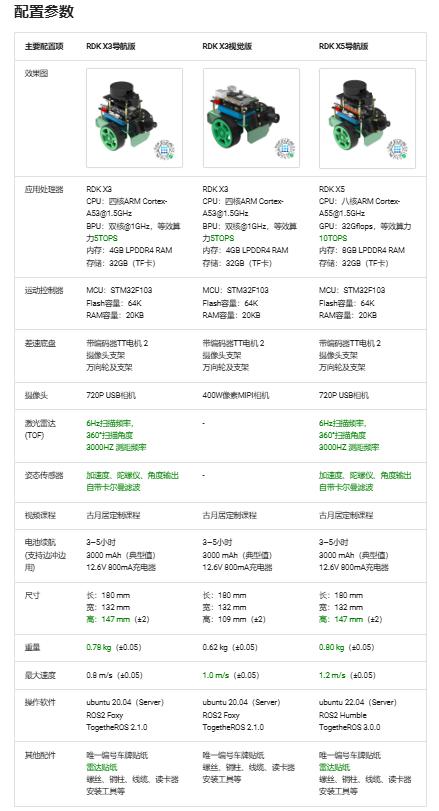 配置参数
主要配置项 RDK X3导航版 RDK X3视觉版 RDK X5导航版
效果图
应用处理器 RDK X3 RDK X3 RDK X5
CPU：四核ARM Cortex- CPU：四核ARM Cortex- CPU：八核ARM Cortex-
A53@1.5GHz A53@1.5GHz A55@1.5GHz
BPU：双核@1GHz，等效算 BPU：双核@1GHz，等效算 GPU：32Gflops，等效算力
力5TOPS 力5TOPS 10TOPS
内存：4GB LPDDR4 RAM 内存：4GB LPDDR4 RAM 内存：8GB LPDDR4 RAM
存储：32GB（TF卡） 存储：32GB（TF卡） 存储：32GB（TF卡）
运动控制器 MCU：STM32F103 MCU：STM32F103 MCU：STM32F103
Flash容量：64K Flash容量：64K Flash容量：64K
RAM容量：20KB RAM容量：20KB RAM容量：20KB
差速底盘 带编码器TT电机 2 带编码器TT电机 2 带编码器TT电机 2
摄像头支架 摄像头支架 摄像头支架
万向轮及支架 万向轮及支架 万向轮及支架
摄像头 720P USB相机 400W像素MIPI相机 720P USB相机
激光雷达 6Hz扫描频率， - 6Hz扫描频率，
(TOF) 360°扫描角度 360°扫描角度
3000HZ 测距频率 3000HZ 测距频率
姿态传感器 加速度、陀螺仪、角度输出 - 加速度、陀螺仪、角度输出
自带卡尔曼滤波 自带卡尔曼滤波
视频课程 古月居定制课程 古月居定制课程 古月居定制课程
电池续航 3–5小时 3–5小时 3–5小时
(支持边冲边 3000 mAh（典型值） 3000 mAh（典型值） 3000 mAh（典型值）
用) 12.6V 800mA充电器 12.6V 800mA充电器 12.6V 800mA充电器
尺寸 长：180 mm 长：180 mm 长：180 mm
宽：132 mm 宽：132 mm 宽：132 mm
高：147 mm（±2） 高：109 mm（±2） 高：147 mm（±2）
重量 0.78 kg（±0.05） 0.62 kg（±0.05） 0.80 kg（±0.05）
最大速度 0.8 m/s（±0.05） 1.0 m/s（±0.05） 1.2 m/s（±0.05）
操作软件 ubuntu 20.04（Server） ubuntu 20.04（Server） ubuntu 22.04（Server）
ROS2 Foxy ROS2 Foxy ROS2 Humble
TogetheROS 2.1.0 TogetheROS 2.1.0 TogetheROS 3.0.0
其他配件 唯一编号车牌贴纸 唯一编号车牌贴纸 唯一编号车牌贴纸
雷达贴纸 螺丝、铜柱、线缆、读卡器 雷达贴纸
螺丝、铜柱、线缆、读卡器 安装工具等 螺丝、铜柱、线缆、读卡器
安装工具等 安装工具等